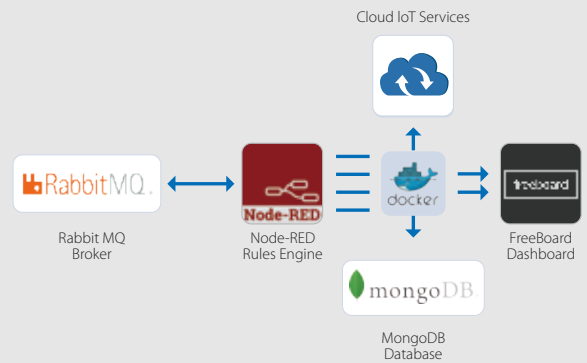 Cloud IoT Services
RabbitMQ
Node-RED
docker
freeboard
Rabbit MQ
Broker
Node-RED
Rules Engine
FreeBoard
Dashboard
mongoDB
MongoDB
Database